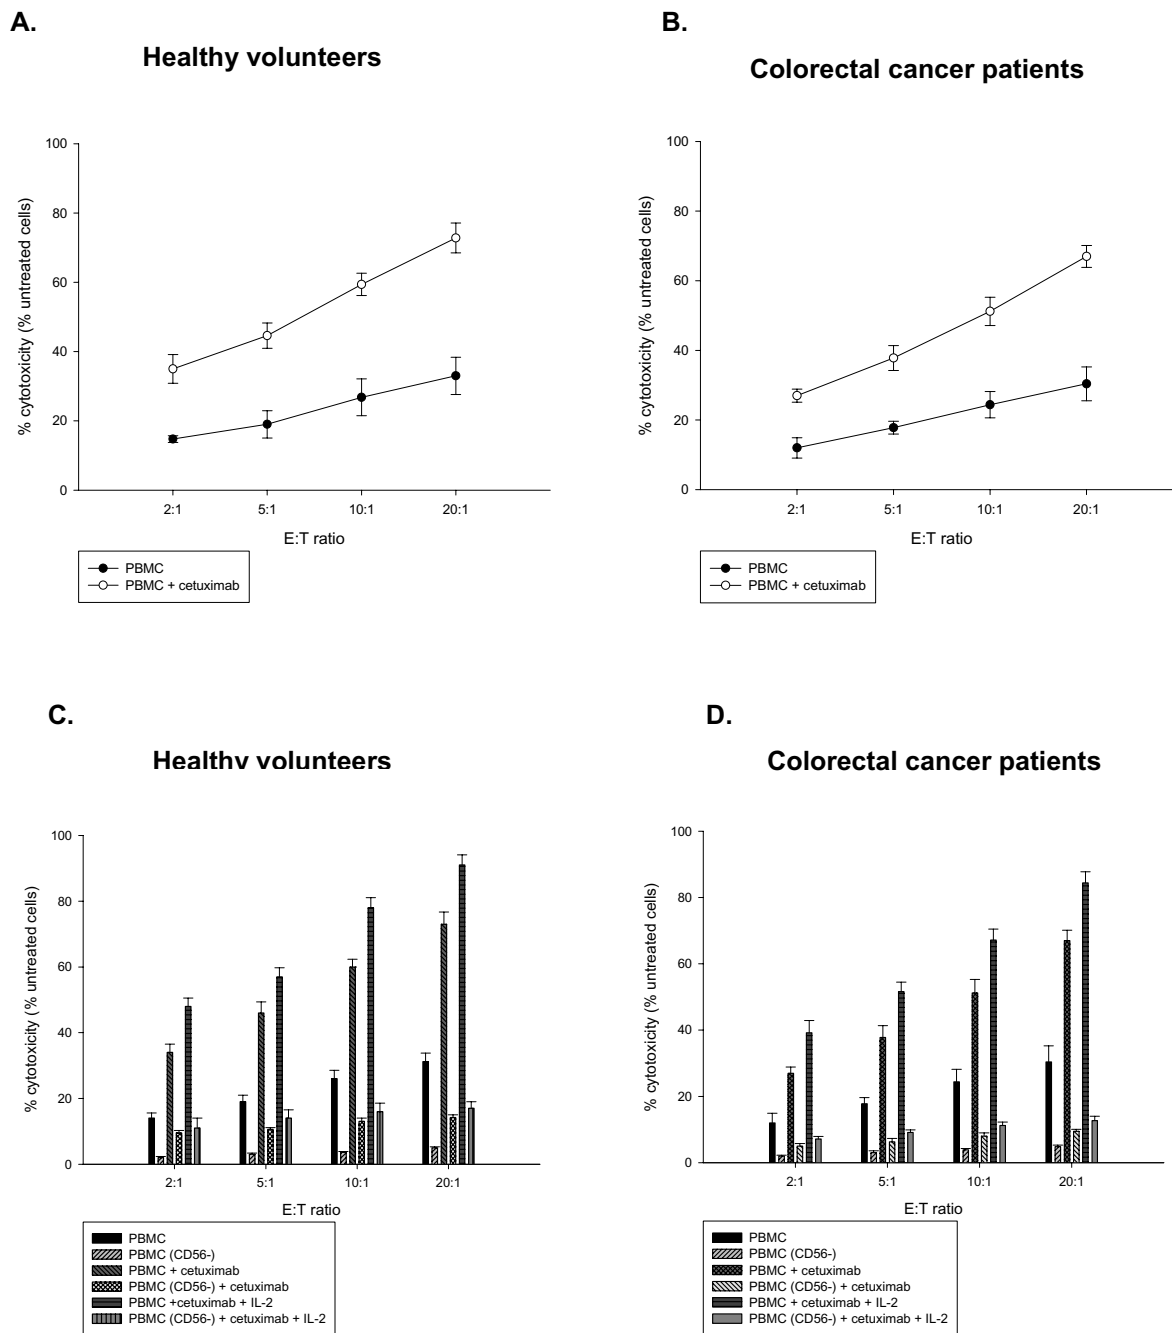 A.
Healthy volunteers
100
80
60
40
20
0
% cytotoxicity (% untreated cells)
2:1
5:1
10:1
20:1
E:T ratio
PBMC
PBMC + cetuximab
B.
Colorectal cancer patients
100
80
60
40
20
0
% cytotoxicity (% untreated cells)
2:1
5:1
10:1
20:1
E:T ratio
PBMC
PBMC + cetuximab
C.
Healthy volunteers
100
80
60
40
20
0
% cytotoxicity (% untreated cells)
2:1
5:1
10:1
20:1
E:T ratio
PBMC
PBMC (CD56-)
PBMC + cetuximab
PBMC (CD56-) + cetuximab
PBMC +cetuximab + IL-2
PBMC (CD56-) + cetuximab + IL-2
D.
Colorectal cancer patients
100
80
60
40
20
0
% cytotoxicity (% untreated cells)
2:1
5:1
10:1
20:1
E:T ratio
PBMC
PBMC (CD56-)
PBMC + cetuximab
PBMC (CD56-) + cetuximab
PBMC + cetuximab + IL-2
PBMC (CD56-) + cetuximab + IL-2